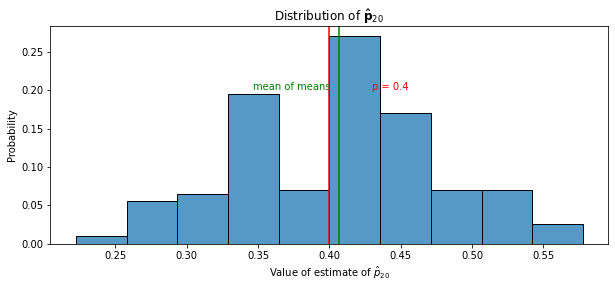 Distribution of p̂₂₀
Probability
0.25
0.20
0.15
0.10
0.05
0.00
mean of means
p = 0.4
0.25 0.30 0.35 0.40 0.45 0.50 0.55
Value of estimate of p̂₂₀